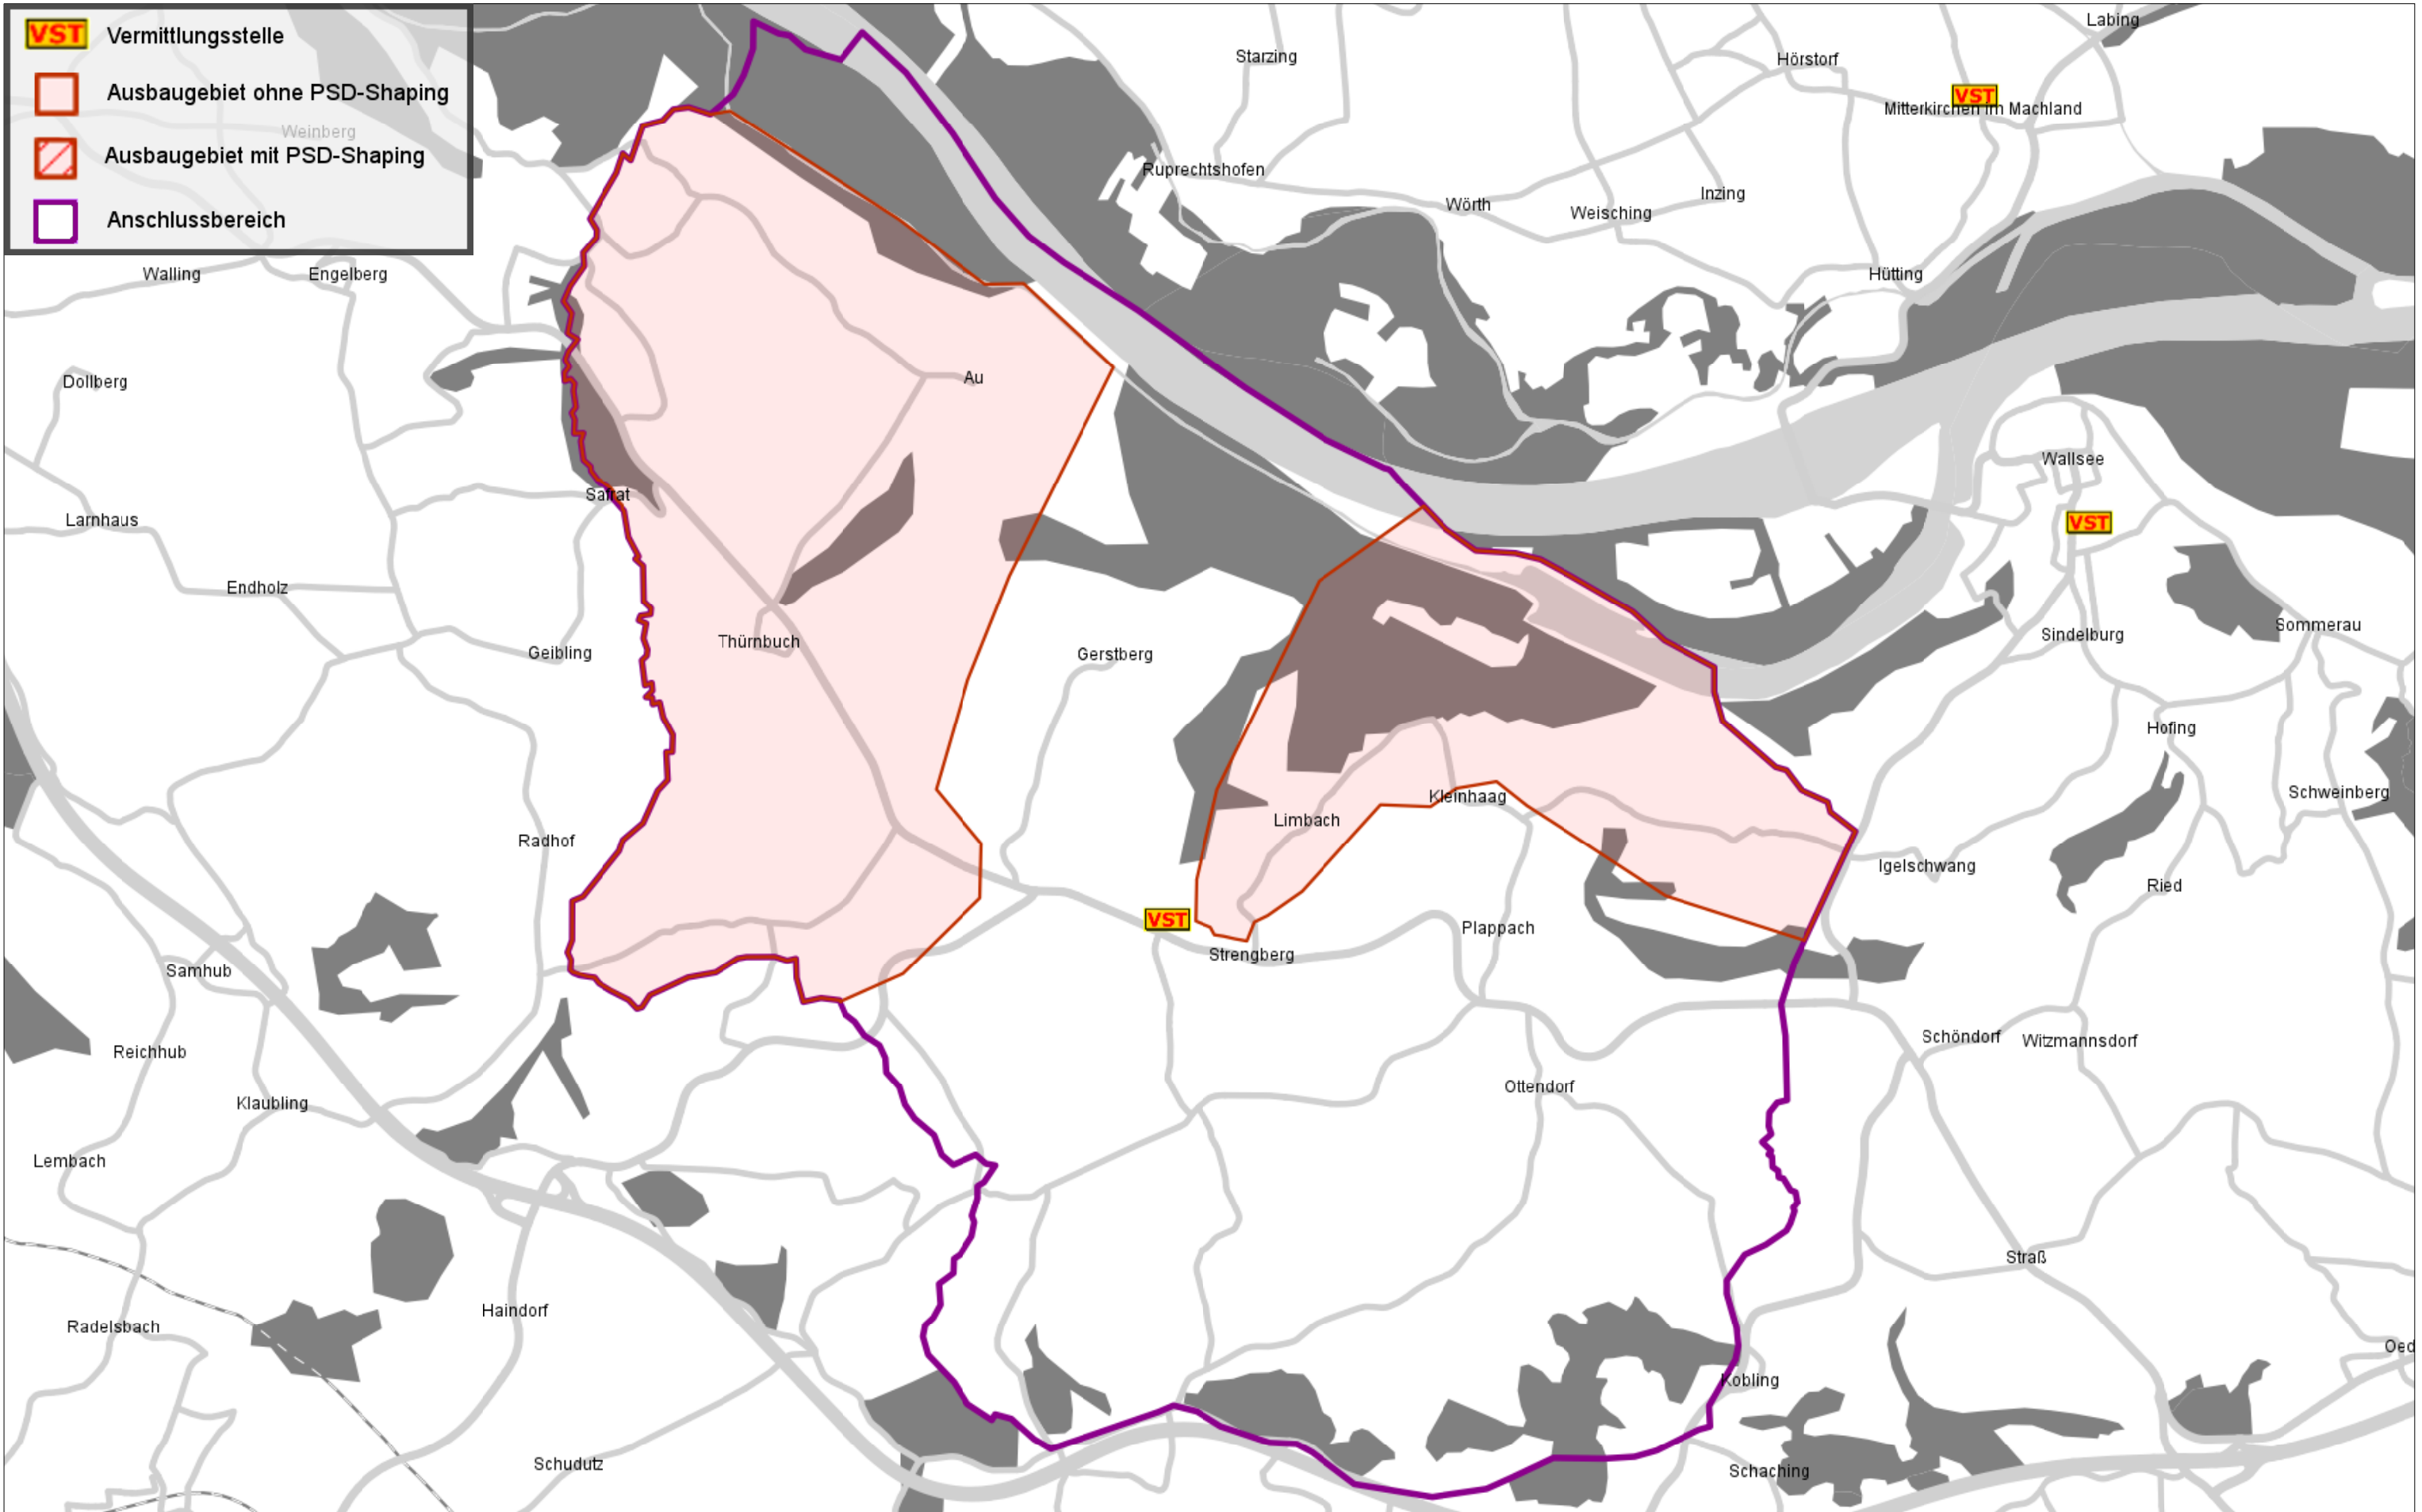 VST Vermittlungsstelle
Ausbaugebiet ohne PSD-Shaping
Weinberg
Ausbaugebiet mit PSD-Shaping
Anschlussbereich
Labing
Starzing
Hörstorf
VST
Mitterkirchen im Machland
Ruprechtshofen
Inzing
Wörth
Weisching
Walling
Engelberg
Hütting
Au
Dollberg
Wallsee
Safrat
Larnhaus
VST
Endholz
Sommerau
Sindelburg
Thürnbuch
Geibling
Gerstberg
Hofing
Schweinberg
Kleinhaag
Limbach
Radhof
Igelschwang
Ried
VST
Plappach
Strengberg
Samhub
Schöndorf
Witzmannsdorf
Reichhub
Ottendorf
Klaubling
Lembach
Straß
Haindorf
Radelsbach
Oed
Kobling
Schudutz
Schaching